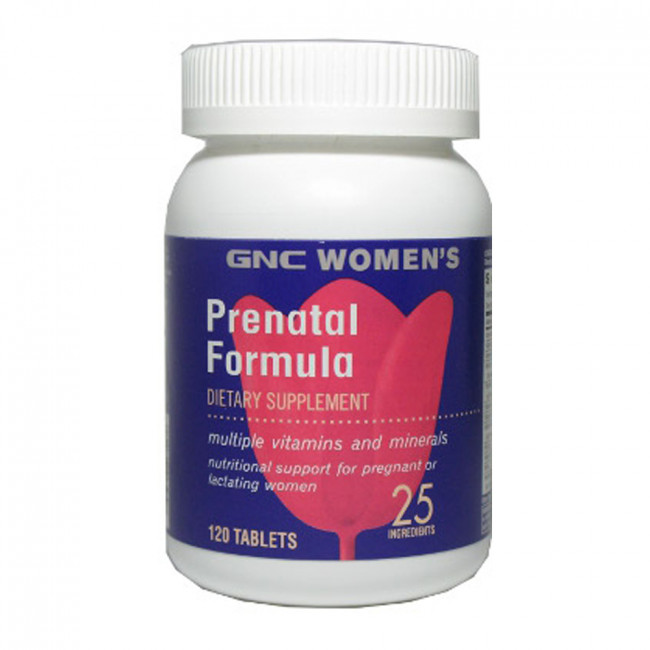 GNC WOMEN'S
Prenatal
Formula
DIETARY SUPPLEMENT
multiple vitamins and minerals
nutritional support for pregnant or
lactating women
25
INGREDIENTS
120 TABLETS